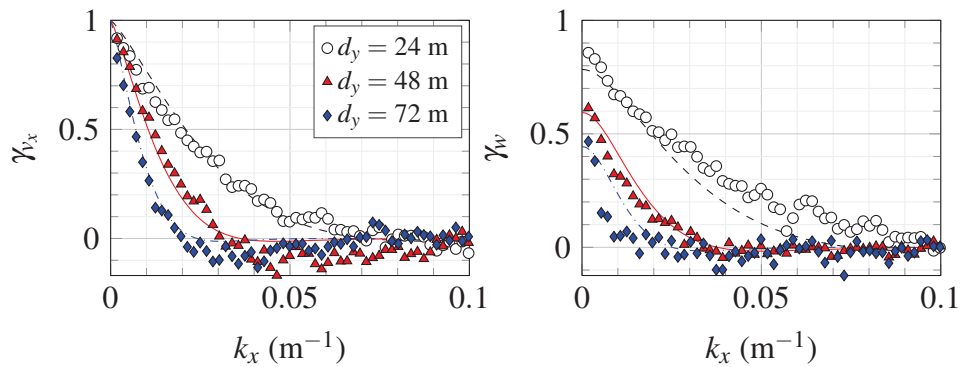 1
0.5
0
γ_{v_x}
d_y = 24 m
d_y = 48 m
d_y = 72 m
0
0.05
0.1
k_x (m⁻¹)
1
0.5
0
γ_w
0
0.05
0.1
k_x (m⁻¹)